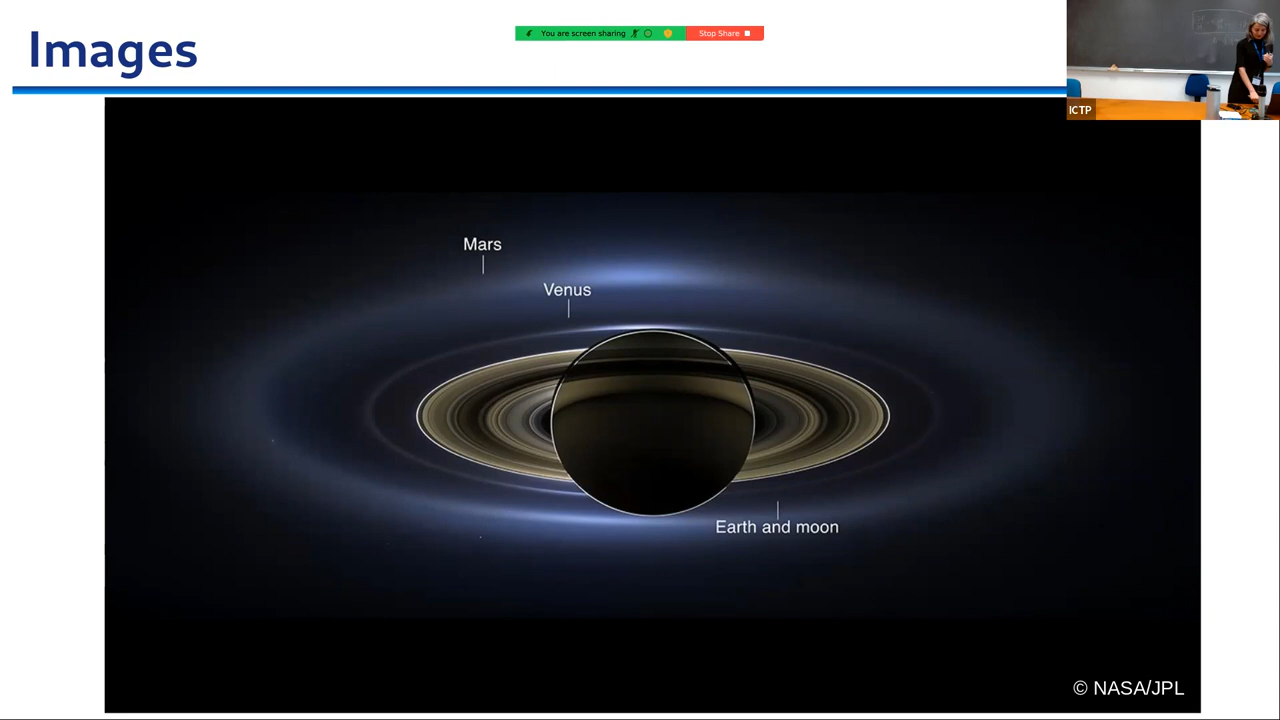 Images
You are screen sharing
Stop Share
ICTP
Mars
Venus
Earth and moon
© NASA/JPL